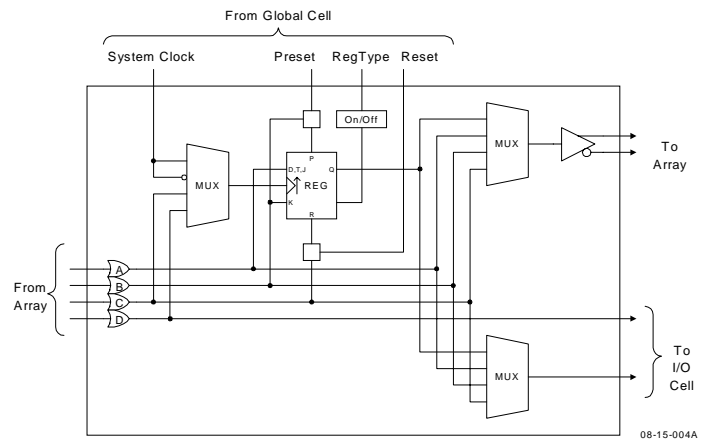 From Global Cell
System Clock
Preset
RegType
Reset
On/Off
MUX
P
D,T,J
Q
REG
K
R
MUX
To
Array
From
Array
A
B
C
D
MUX
To
I/O
Cell
08-15-004A